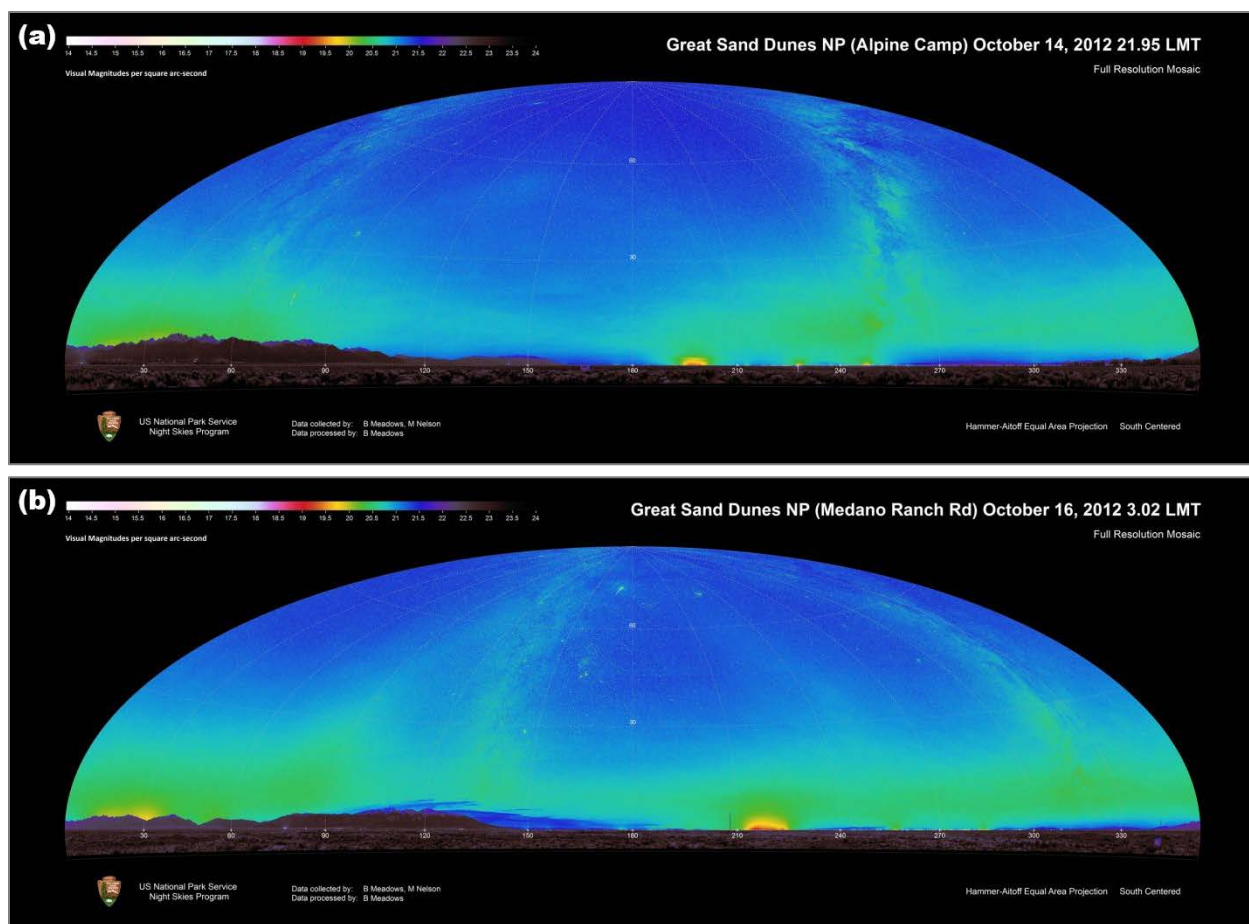 (a)
14 14.5 15 15.5 16 16.5 17 17.5 18 18.5 19 19.5 20 20.5 21 21.5 22 22.5 23 23.5 24
Visual Magnitudes per square arc-second
Great Sand Dunes NP (Alpine Camp) October 14, 2012 21.95 LMT
Full Resolution Mosaic
60
30
30 60 90 120 150 180 210 240 270 300 330
US National Park Service
Night Skies Program
Data collected by: B Meadows, M Nelson
Data processed by: B Meadows
Hammer-Aitoff Equal Area Projection South Centered
(b)
14 14.5 15 15.5 16 16.5 17 17.5 18 18.5 19 19.5 20 20.5 21 21.5 22 22.5 23 23.5 24
Visual Magnitudes per square arc-second
Great Sand Dunes NP (Medano Ranch Rd) October 16, 2012 3.02 LMT
Full Resolution Mosaic
60
30
30 60 90 120 150 180 210 240 270 300 330
US National Park Service
Night Skies Program
Data collected by: B Meadows, M Nelson
Data processed by: B Meadows
Hammer-Aitoff Equal Area Projection South Centered